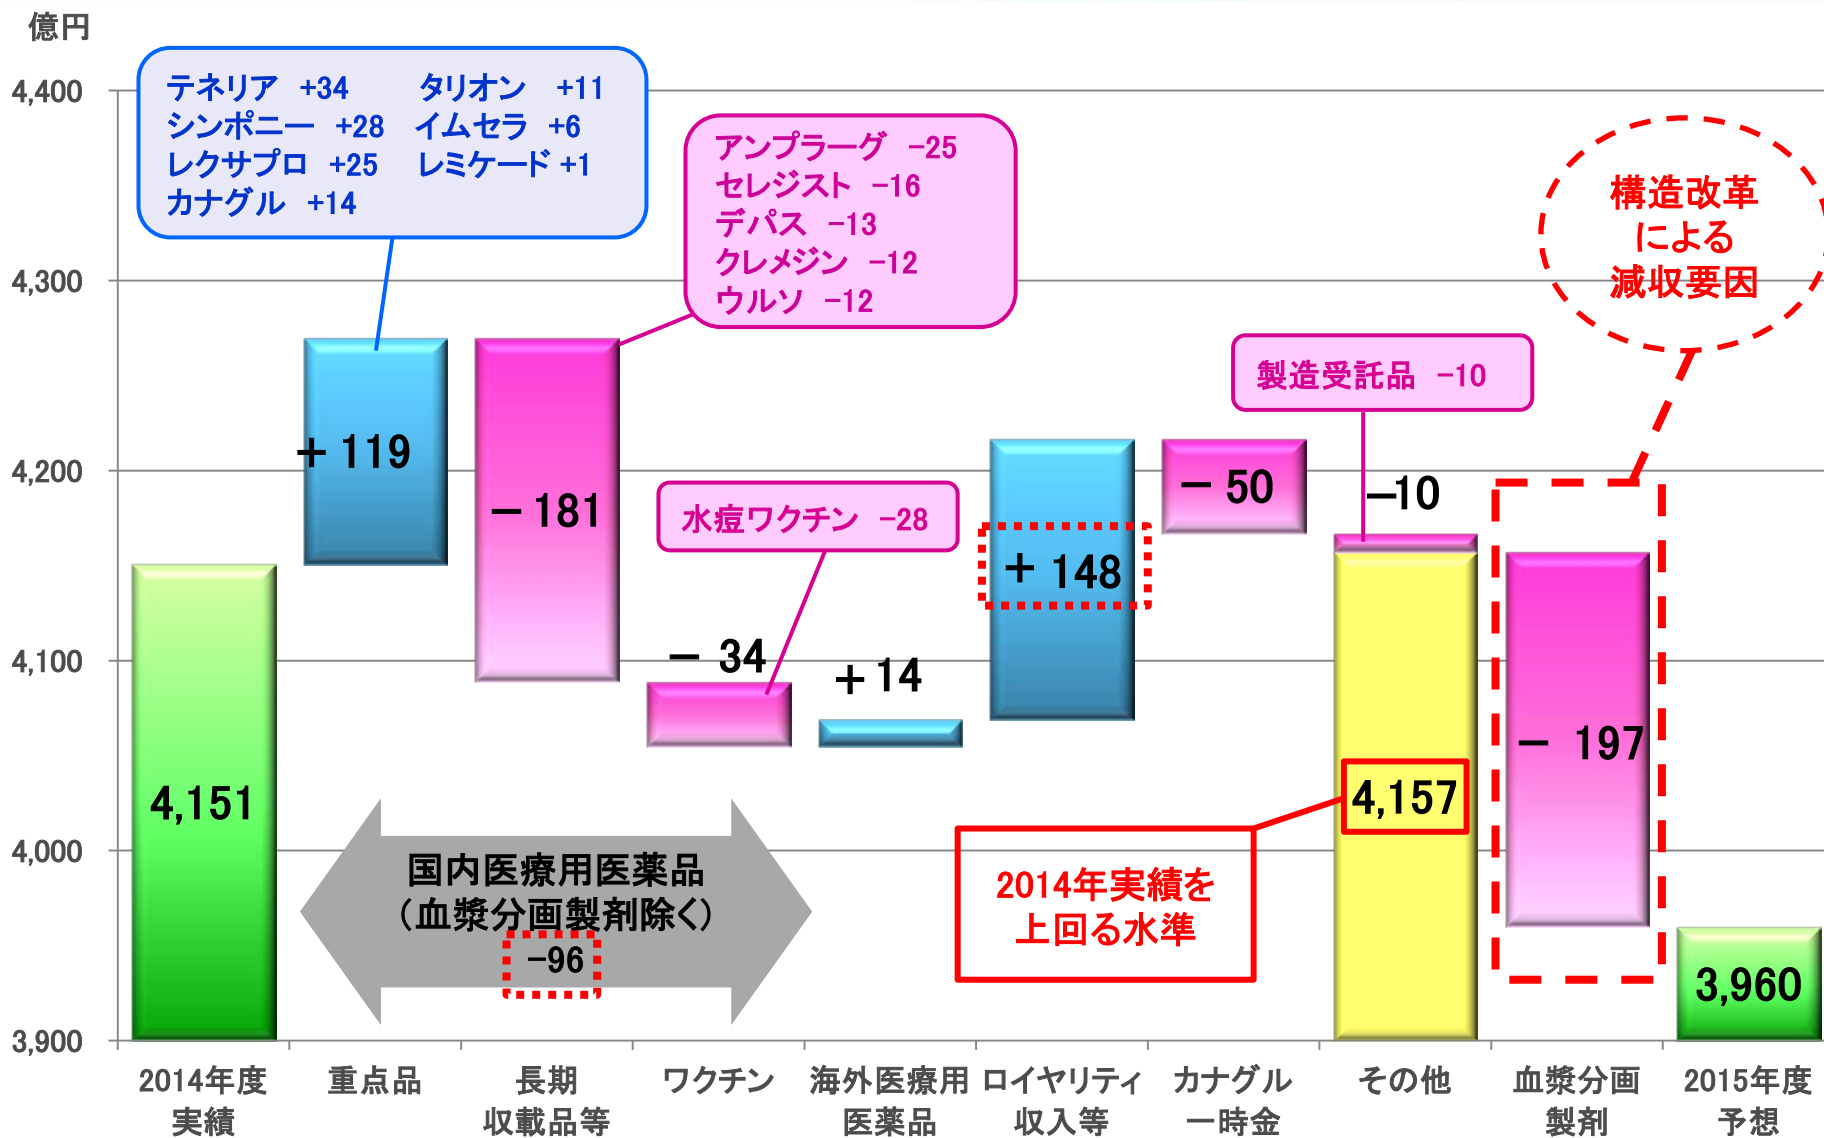 億円
4,400
4,300
4,200
4,100
4,000
3,900
テネリア +34 タリオン +11
シンポニー +28 イムセラ +6
レクサプロ +25 レミケード +1
カナグル +14
アンプラーグ −25
セレジスト −16
デパス −13
クレメジン −12
ウルソ −12
構造改革
による
減収要因
製造受託品 −10
水痘ワクチン −28
4,151
+ 119
− 181
− 34
+ 14
+ 148
− 50
−10
4,157
− 197
3,960
国内医療用医薬品
(血漿分画製剤除く)
−96
2014年実績を
上回る水準
2014年度
実績
重点品
長期
収載品等
ワクチン
海外医療用
医薬品
ロイヤリティ
収入等
カナグル
一時金
その他
血漿分画
製剤
2015年度
予想